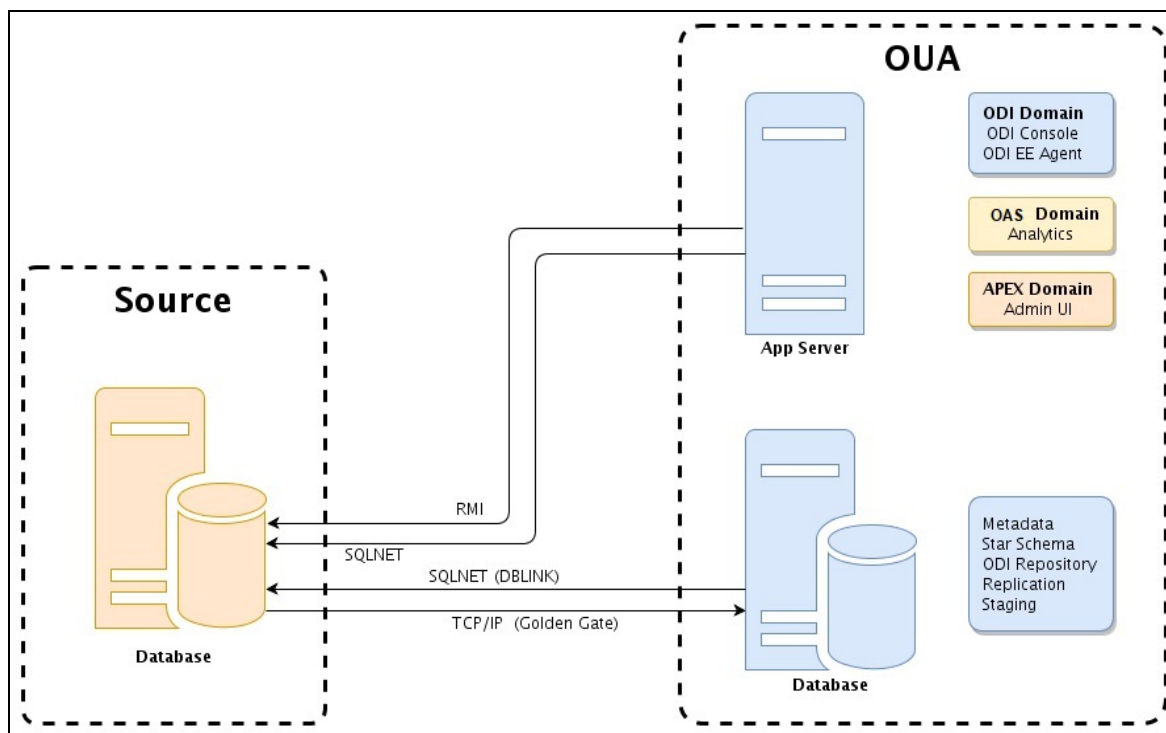 OUA
ODI Domain
ODI Console
ODI EE Agent
OAS Domain
Analytics
APEX Domain
Admin UI
App Server
Source
RMI
SQLNET
SQLNET (DBLINK)
TCP/IP (Golden Gate)
Database
Metadata
Star Schema
ODI Repository
Replication
Staging
Database